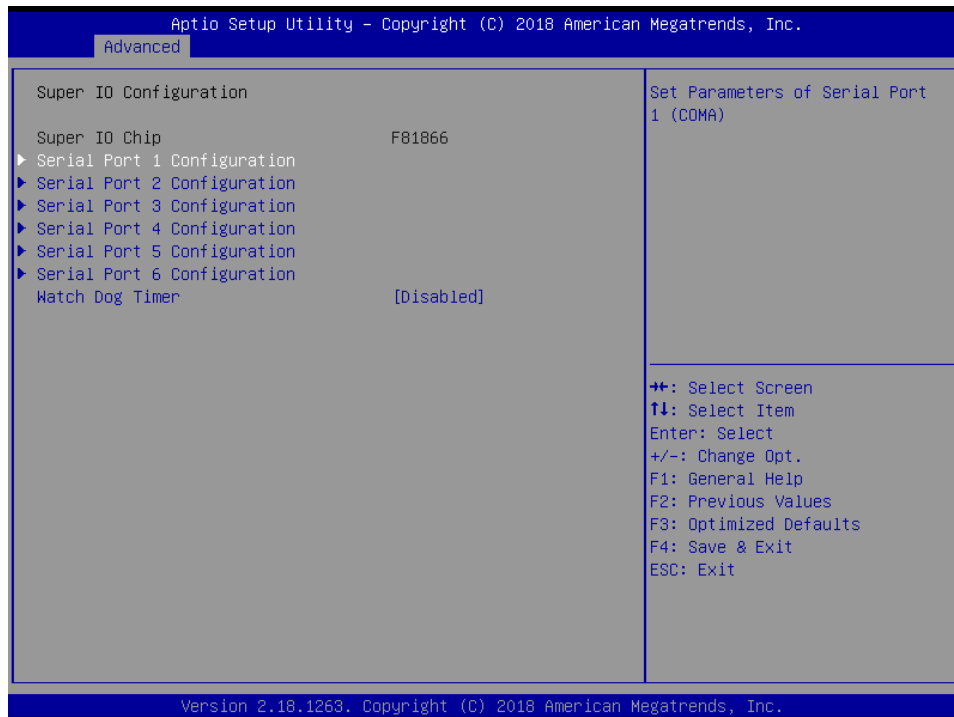 Aptio Setup Utility – Copyright (C) 2018 American Megatrends, Inc.
Advanced
Super IO Configuration
Super IO Chip F81866
Serial Port 1 Configuration
Serial Port 2 Configuration
Serial Port 3 Configuration
Serial Port 4 Configuration
Serial Port 5 Configuration
Serial Port 6 Configuration
Watch Dog Timer [Disabled]
Set Parameters of Serial Port
1 (COMA)
→←: Select Screen
↑↓: Select Item
Enter: Select
+/-: Change Opt.
F1: General Help
F2: Previous Values
F3: Optimized Defaults
F4: Save & Exit
ESC: Exit
Version 2.18.1263. Copyright (C) 2018 American Megatrends, Inc.